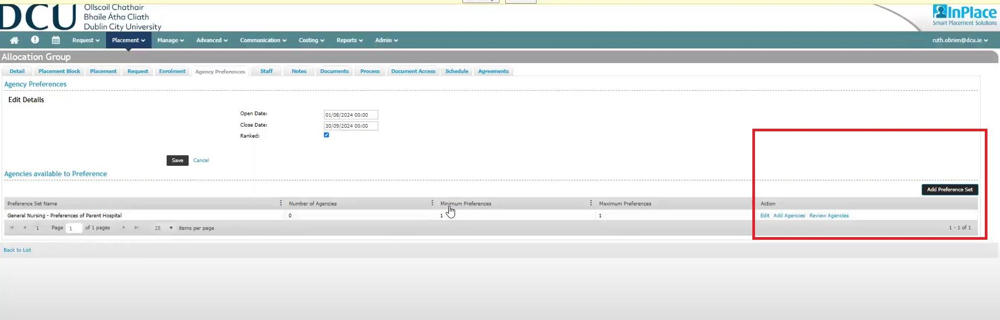 DCU
Ollscoil Chathair
Bhaile Átha Cliath
Dublin City University
InPlace
Smart Placement Solutions
Request Placement Manage Advanced Communication Costing Reports Admin ruth.obrien@dcu.ie
Allocation Group
Detail Placement Block Placement Request Enrolment Agency Preferences Staff Notes Documents Process Document Access Schedule Agreements
Agency Preferences
Edit Details
Open Date: 01/08/2024 00:00
Close Date: 30/09/2024 00:00
Ranked:
Save Cancel
Agencies available to Preference
Add Preference Set
Preference Set Name Number of Agencies Minimum Preferences Maximum Preferences Action
General Nursing - Preferences of Parent Hospital 0 1 1 Edit Add Agencies Review Agencies
1 Page 1 of 1 pages 25 items per page 1 - 1 of 1
Back to List